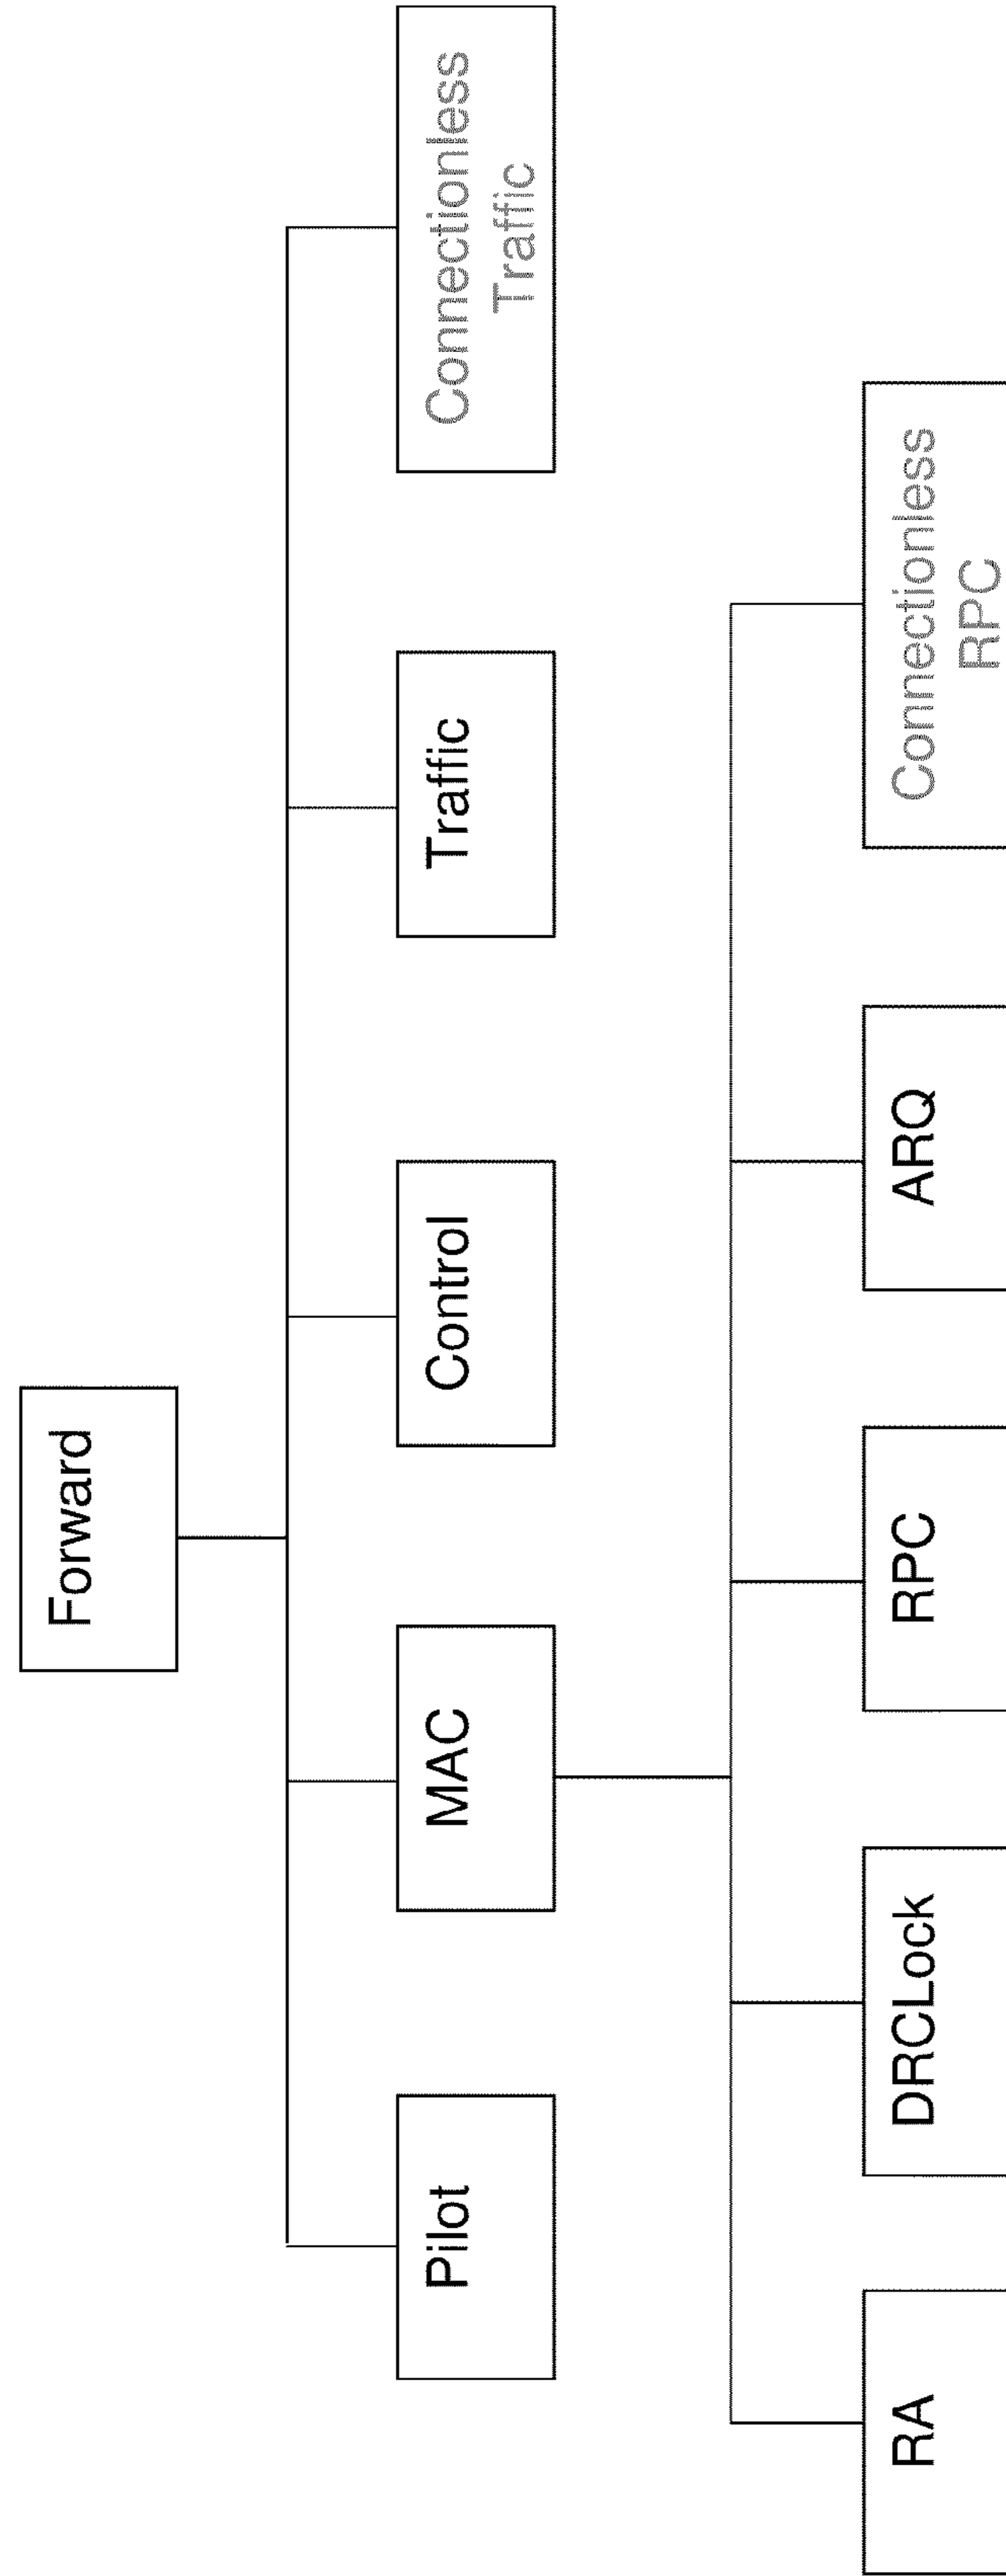 Forward
Pilot
MAC
Control
Traffic
Connectionless
Traffic
RA
DRCLock
RPC
ARQ
Connectionless
RPC